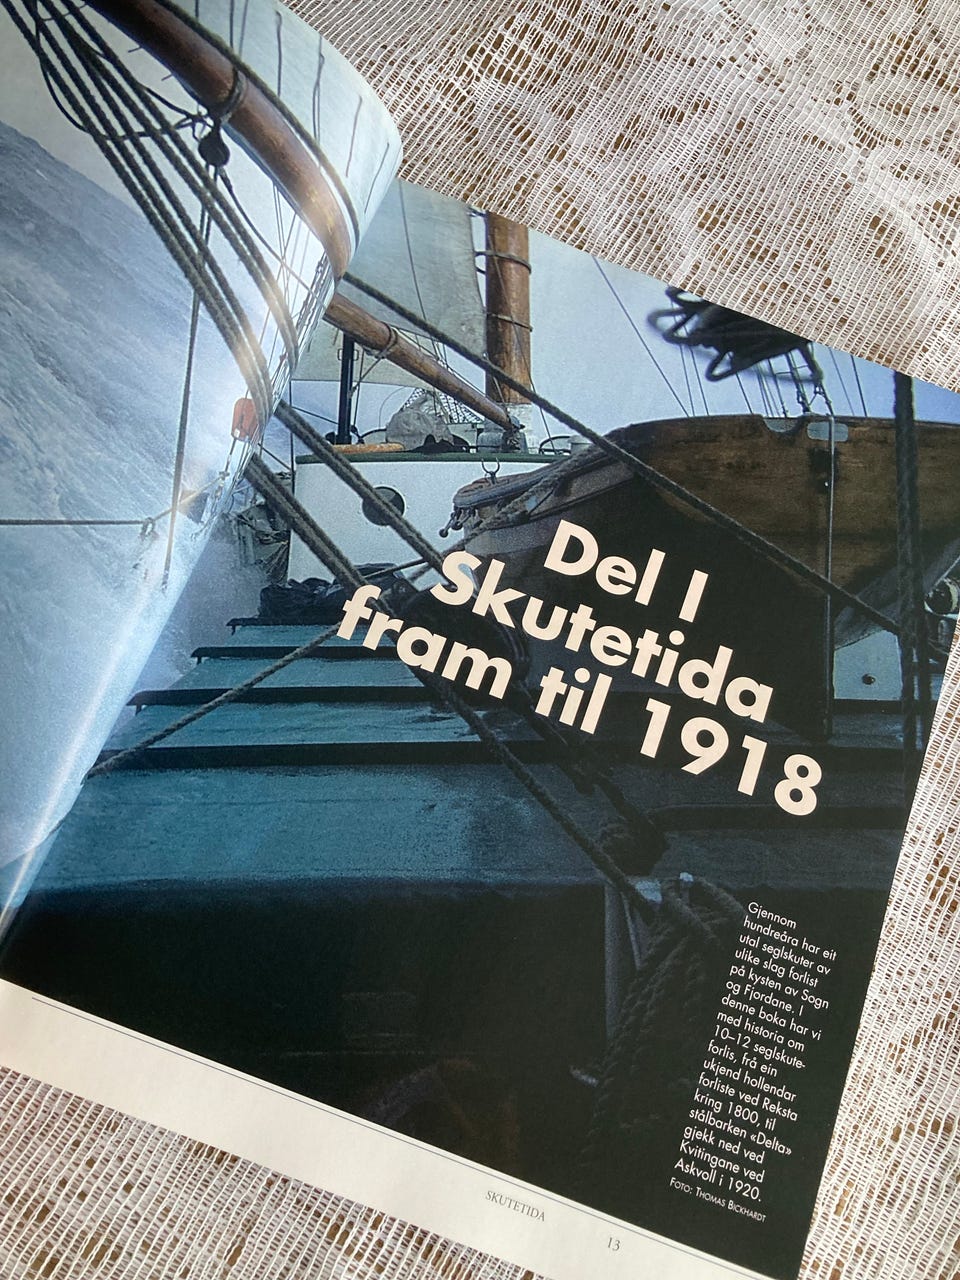 Del I
Skutetida
fram til 1918
Gjennom
hundreåra har eit
utal seglskuter av
ulike slag forlist
på kysten av Sogn
og Fjordane. I
denne boka har vi
med historia om
10–12 seglskute-
forlis, frå ein
ukjend hollendar
forliste ved Reksta
kring 1800, til
stålbarken «Delta»
gjekk ned ved
Kvitingane ved
Askvoll i 1920.
FOTO: THOMAS BICKHARDT
SKUTETIDA
13